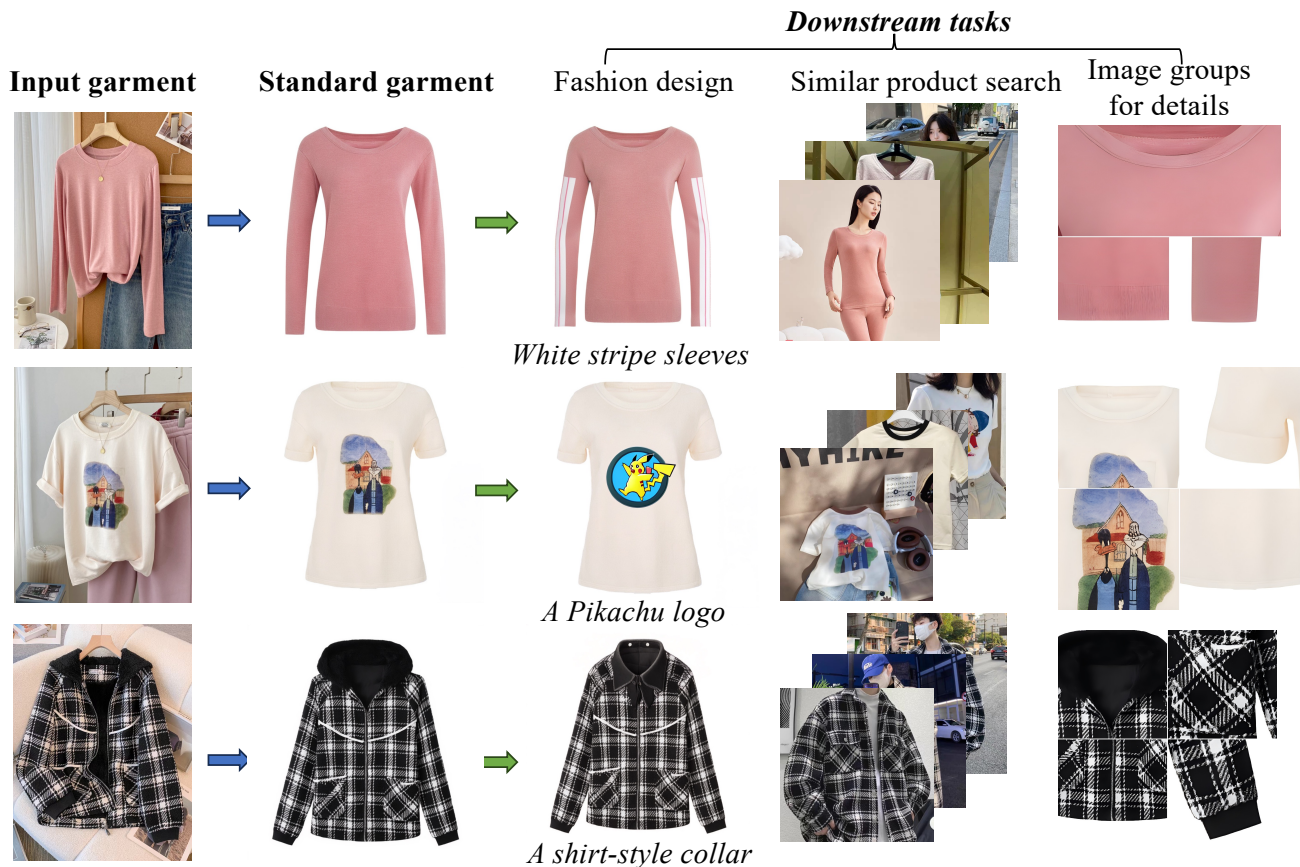 Downstream tasks
Input garment
Standard garment
Fashion design
Similar product search
Image groups
for details
White stripe sleeves
A Pikachu logo
A shirt-style collar